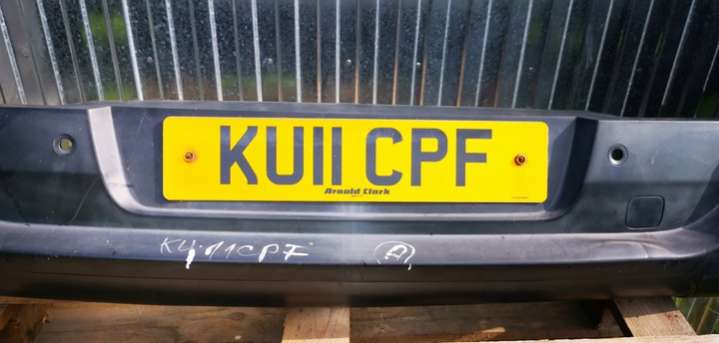 KU11 CPF
Arnold Clark
KU11CPF A